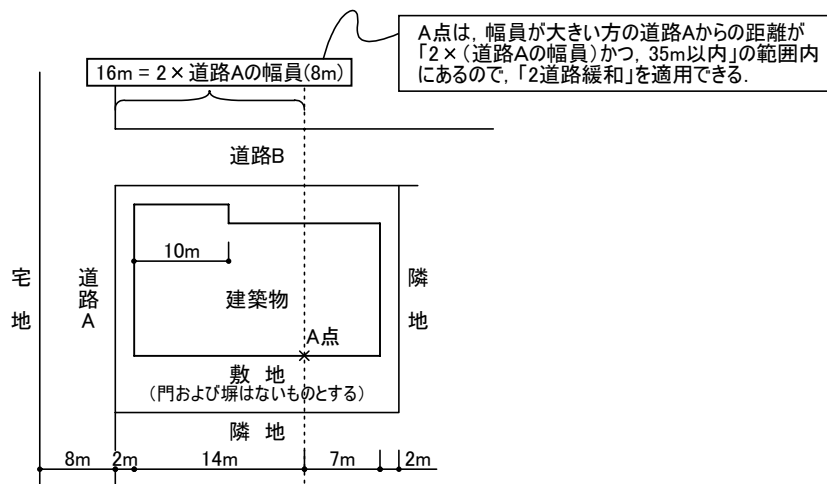 A点は，幅員が大きい方の道路Aからの距離が
「2×(道路Aの幅員)かつ，35m以内」の範囲内
にあるので，「2道路緩和」を適用できる．
16m = 2×道路Aの幅員(8m)
道路B
10m
宅地
道路A
建築物
隣地
A点
敷 地
(門および塀はないものとする)
隣 地
8m 2m 14m 7m 2m